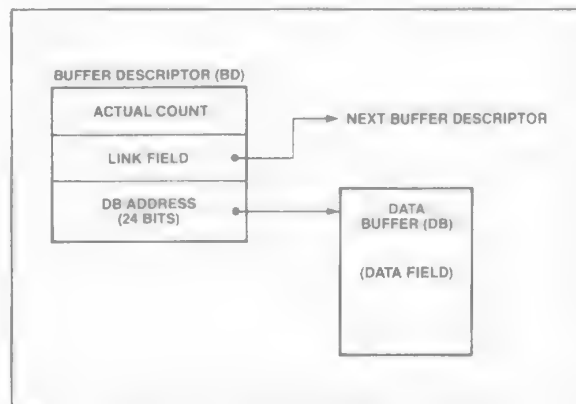 BUFFER DESCRIPTOR (BD)
ACTUAL COUNT
LINK FIELD
NEXT BUFFER DESCRIPTOR
DB ADDRESS
(24 BITS)
DATA
BUFFER (DB)
(DATA FIELD)